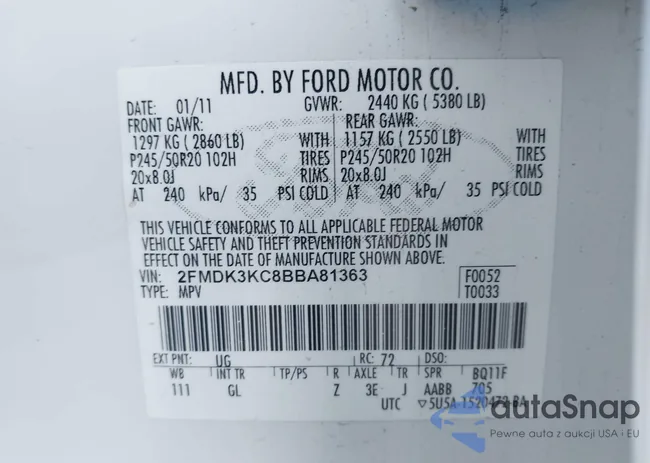 MFD. BY FORD MOTOR CO.
DATE: 01/11 GVWR: 2440 KG ( 5380 LB)
FRONT GAWR: REAR GAWR:
1297 KG ( 2860 LB) WITH 1157 KG ( 2550 LB) WITH
P245/50R20 102H TIRES P245/50R20 102H TIRES
20x8.0J RIMS 20x8.0J RIMS
AT 240 kPa/ 35 PSI COLD AT 240 kPa/ 35 PSI COLD
THIS VEHICLE CONFORMS TO ALL APPLICABLE FEDERAL MOTOR
VEHICLE SAFETY AND THEFT PREVENTION STANDARDS IN
EFFECT ON THE DATE OF MANUFACTURE SHOWN ABOVE.
VIN: 2FMDK3KC8BBA81363 F0052
TYPE: MPV T0033
EXT PNT: UG RC: 72 DSO:
WB INT TR TP/PS R AXLE TR SPR BQ11F
111 GL Z 3E J AABB 705
UTC ▽5U5A-1520472-BA
autaSnap
Pewne auta z aukcji USA i EU